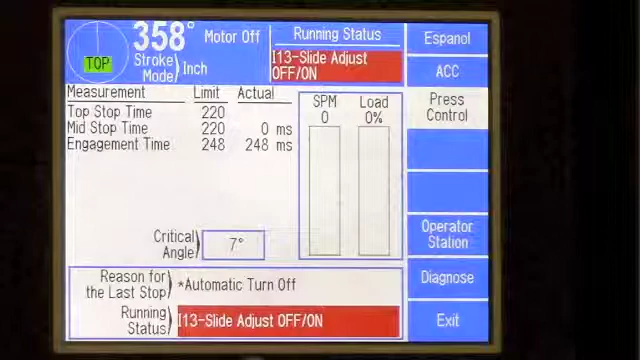 TOP
358° Motor Off
Stroke Mode) Inch
Running Status
I13-Slide Adjust
OFF/ON
Espanol
ACC
Press
Control
Operator
Station
Diagnose
Exit
Measurement Limit Actual
Top Stop Time 220
Mid Stop Time 220 0 ms
Engagement Time 248 248 ms
SPM Load
0 0%
Critical
Angle) 7°
Reason for
the Last Stop) *Automatic Turn Off
Running
Status) I13-Slide Adjust OFF/ON